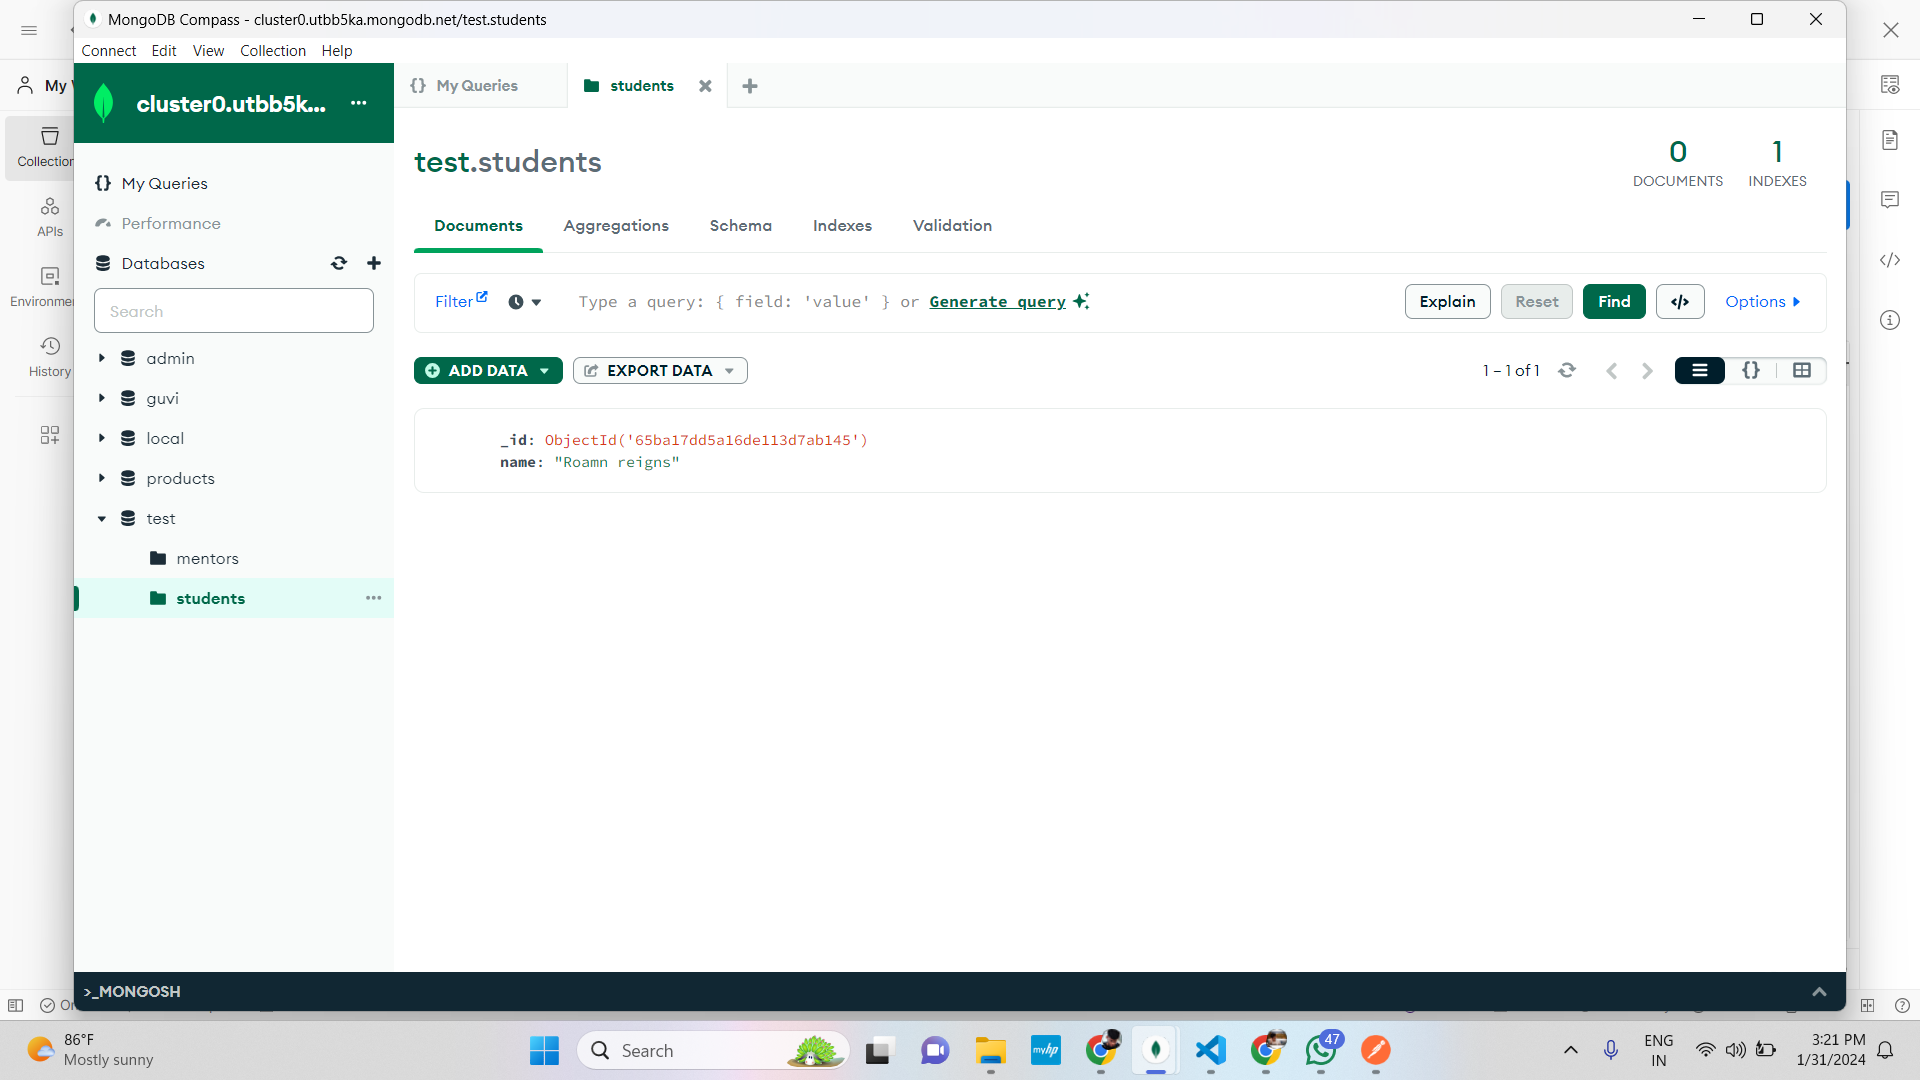 MongoDB Compass - cluster0.utbb5ka.mongodb.net/test.students
Connect Edit View Collection Help
My
cluster0.utbb5k...
My Queries
students
Collection
APIs
History
My Queries
Performance
Databases
Search
admin
guvi
local
products
test
mentors
students
test.students
0
DOCUMENTS
1
INDEXES
Documents Aggregations Schema Indexes Validation
Filter
Type a query: { field: 'value' } or Generate query
Explain Reset Find </> Options
ADD DATA EXPORT DATA
1 – 1 of 1
_id: ObjectId('65ba17dd5a16de113d7ab145')
name: "Roamn reigns"
>_MONGOSH
86°F
Mostly sunny
Search
myhp
47
ENG
IN
3:21 PM
1/31/2024